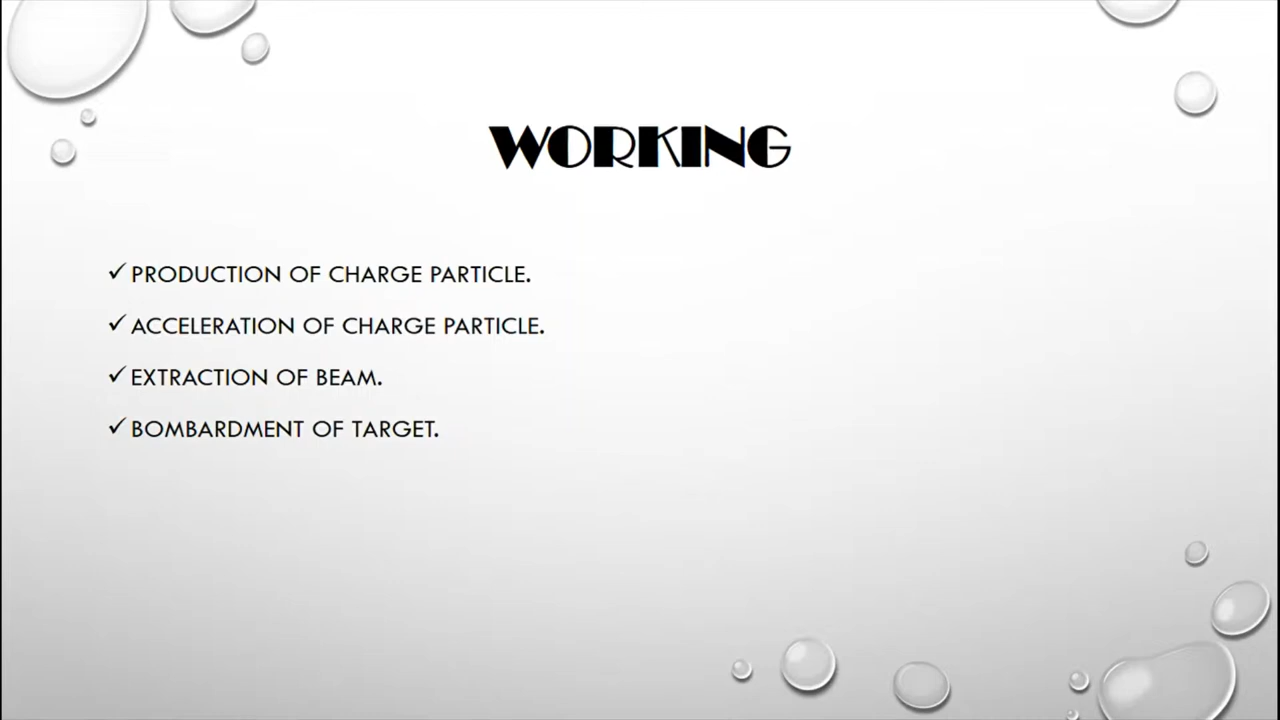 WORKING
✓PRODUCTION OF CHARGE PARTICLE.
✓ACCELERATION OF CHARGE PARTICLE.
✓EXTRACTION OF BEAM.
✓BOMBARDMENT OF TARGET.